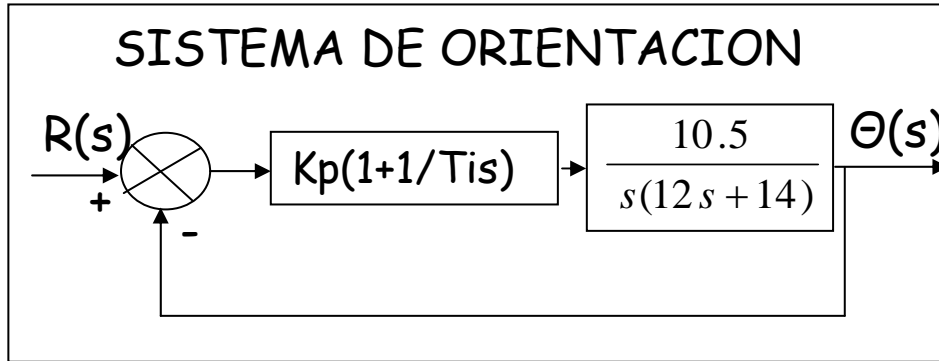 SISTEMA DE ORIENTACION
R(s)
+
-
Kp(1+1/Tis)
10.5
s(12s+14)
Θ(s)